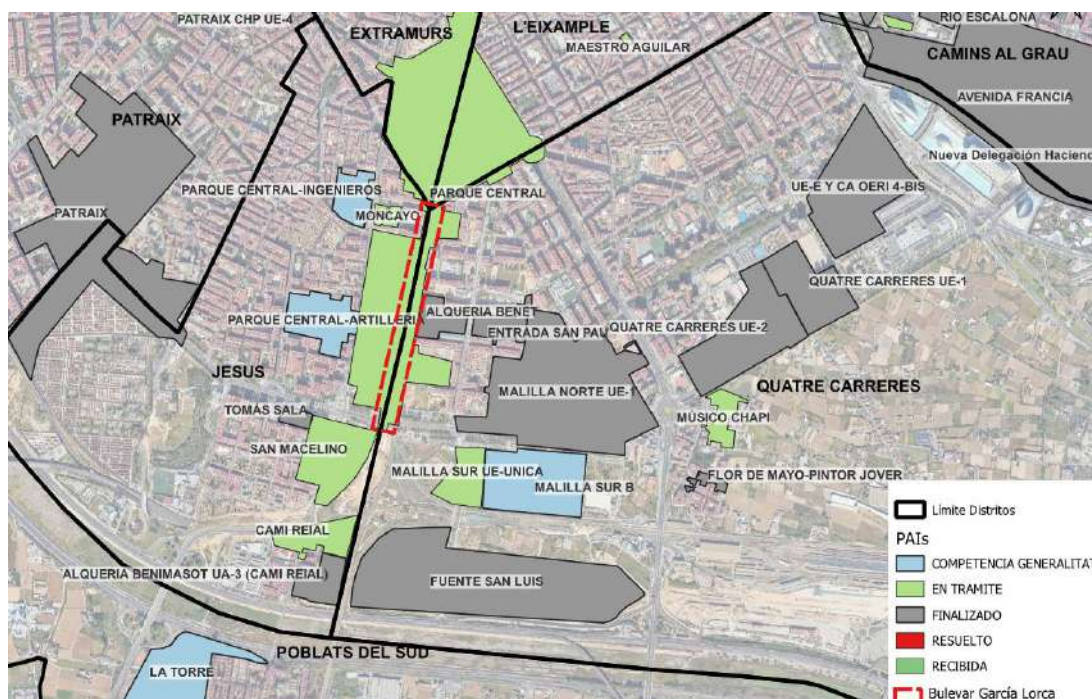 PATRAIX CHP UE-4
EXTRAMURS
L'EIXAMPLE
MAESTRO AGUILAR
RIO ESCALONA
CAMINS AL GRAU
AVENIDA FRANCIA
PATRAIX
Nueva Delegación Haciend
PARQUE CENTRAL-INGENIEROS
PARQUE CENTRAL
MONCAYO
UE-E Y CA OERI 4-BIS
PATRAIX
QUATRE CARRERES UE-1
PARQUE CENTRAL-ARTILLERIA
ALQUERIA BENET
ENTRADA SAN PAU
QUATRE CARRERES UE-2
JESUS
MALILLA NORTE UE-1
QUATRE CARRERES
TOMAS SALA
MÚSICO CHAPI
SAN MACELINO
MALILLA SUR UE-UNICA
MALILLA SUR B
FLOR DE MAYO-PINTOR JOVER
CAMI REIAL
ALQUERIA BENIMASOT UA-3 (CAMI REIAL)
FUENTE SAN LUIS
POBLATS DEL SUD
LA TORRE
Límite Distritos
PAIs
COMPETENCIA GENERALITAT
EN TRAMITE
FINALIZADO
RESUELTO
RECIBIDA
Bulevar García Lorca